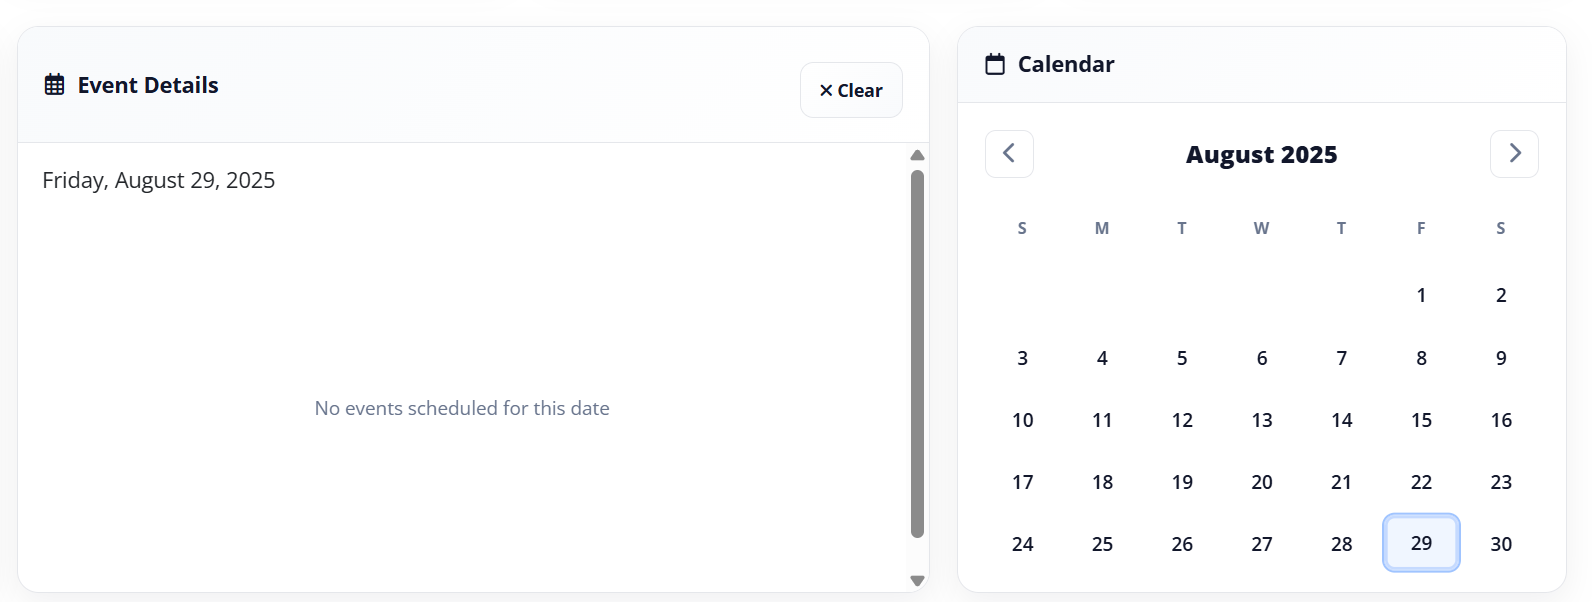 Event Details
Clear
Friday, August 29, 2025
No events scheduled for this date
Calendar
August 2025
S M T W T F S
1 2
3 4 5 6 7 8 9
10 11 12 13 14 15 16
17 18 19 20 21 22 23
24 25 26 27 28 29 30